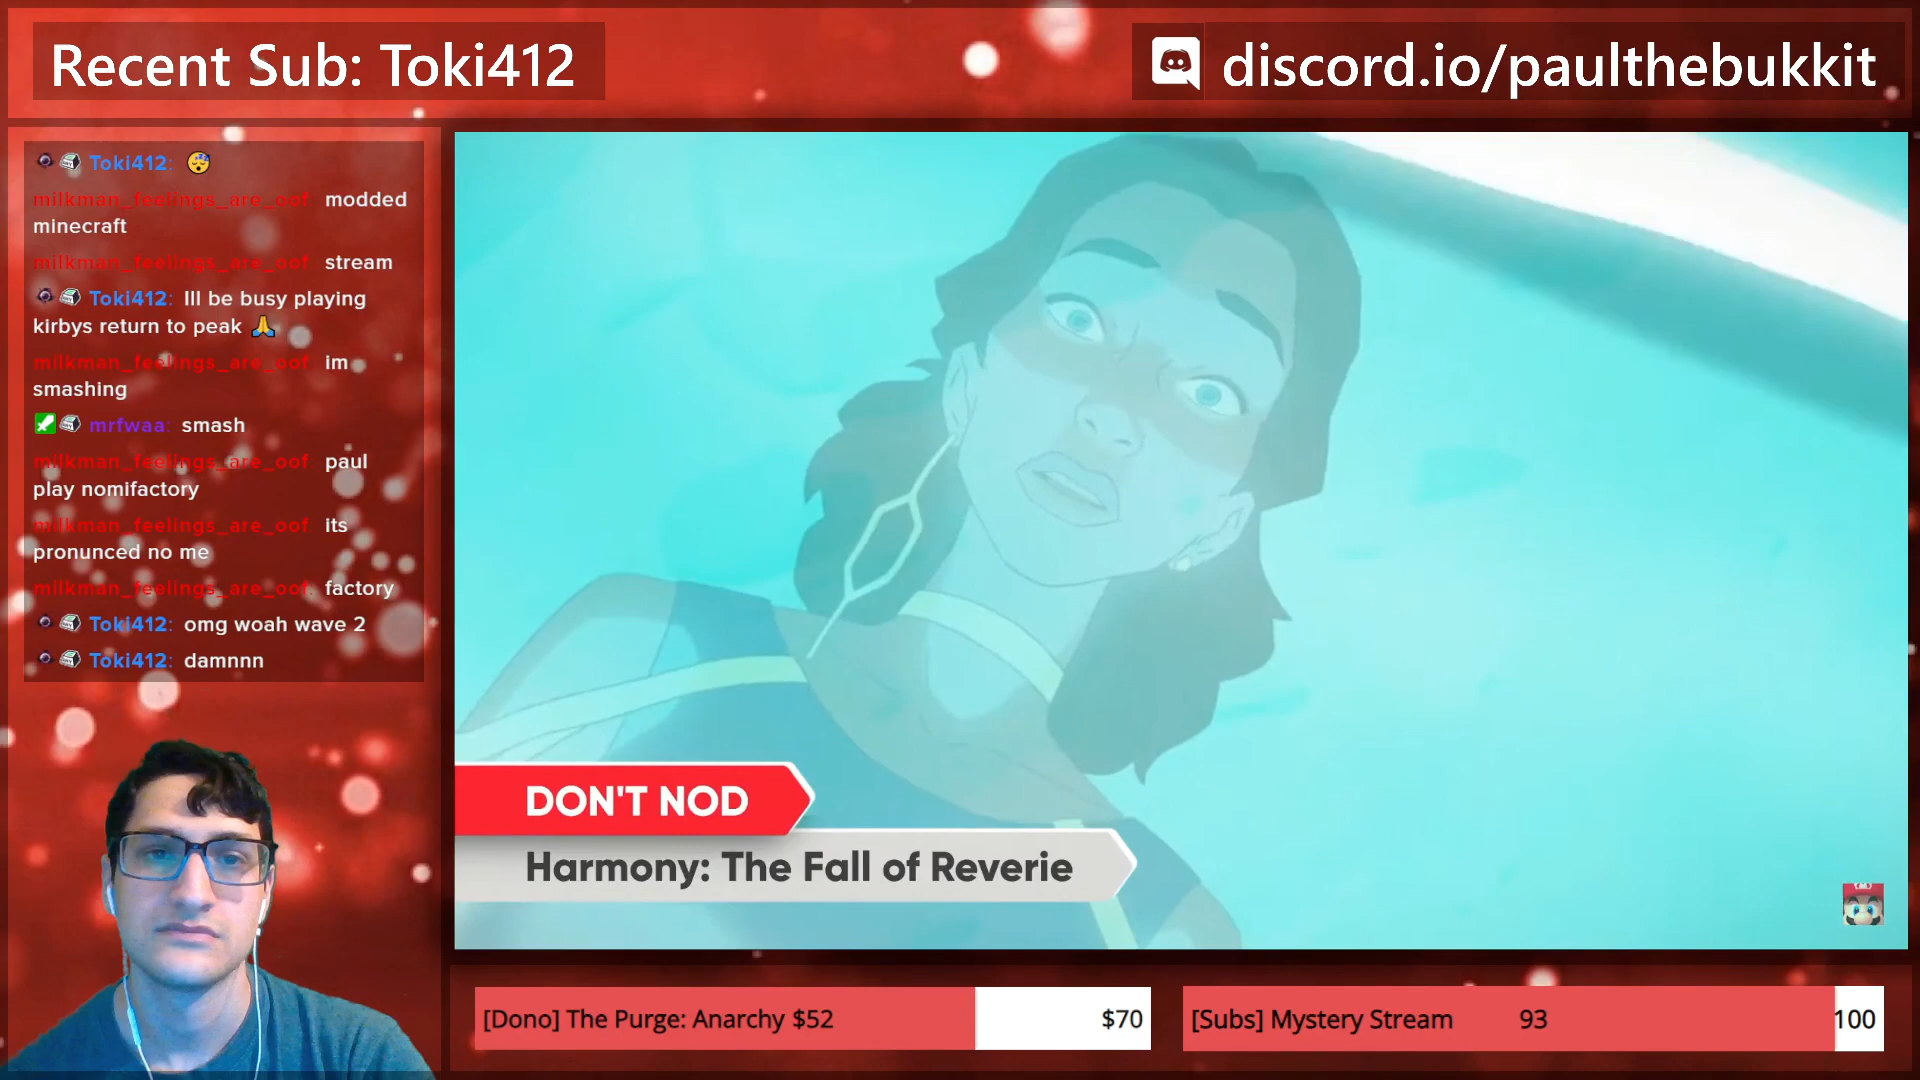 Recent Sub: Toki412
discord.io/paulthebukkit
Toki412: 😴
milkman_feelings_are_oof: modded
minecraft
milkman_feelings_are_oof: stream
Toki412: Ill be busy playing
kirbys return to peak 🙏
milkman_feelings_are_oof: im
smashing
mrfwaa: smash
milkman_feelings_are_oof: paul
play nomifactory
milkman_feelings_are_oof: its
pronunced no me
milkman_feelings_are_oof: factory
Toki412: omg woah wave 2
Toki412: damnnn
DON'T NOD
Harmony: The Fall of Reverie
[Dono] The Purge: Anarchy $52 $70
[Subs] Mystery Stream 93 100